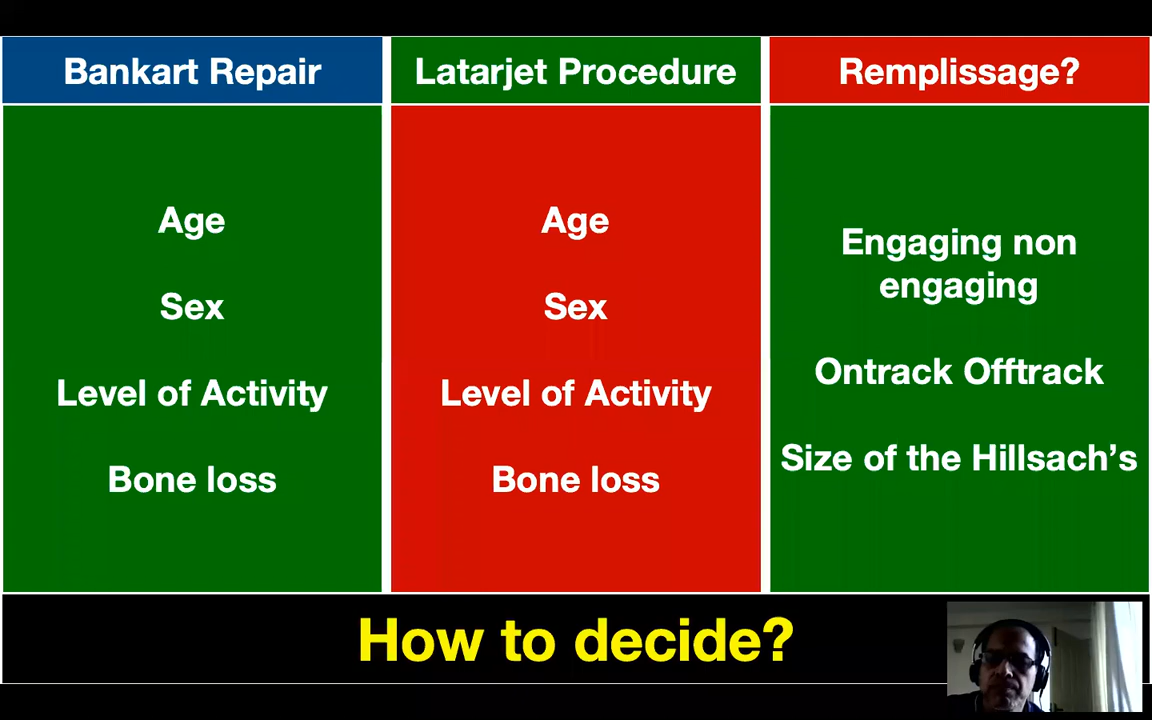 Bankart Repair
Latarjet Procedure
Remplissage?
Age
Sex
Level of Activity
Bone loss
Age
Sex
Level of Activity
Bone loss
Engaging non
engaging
Ontrack Offtrack
Size of the Hillsach’s
How to decide?